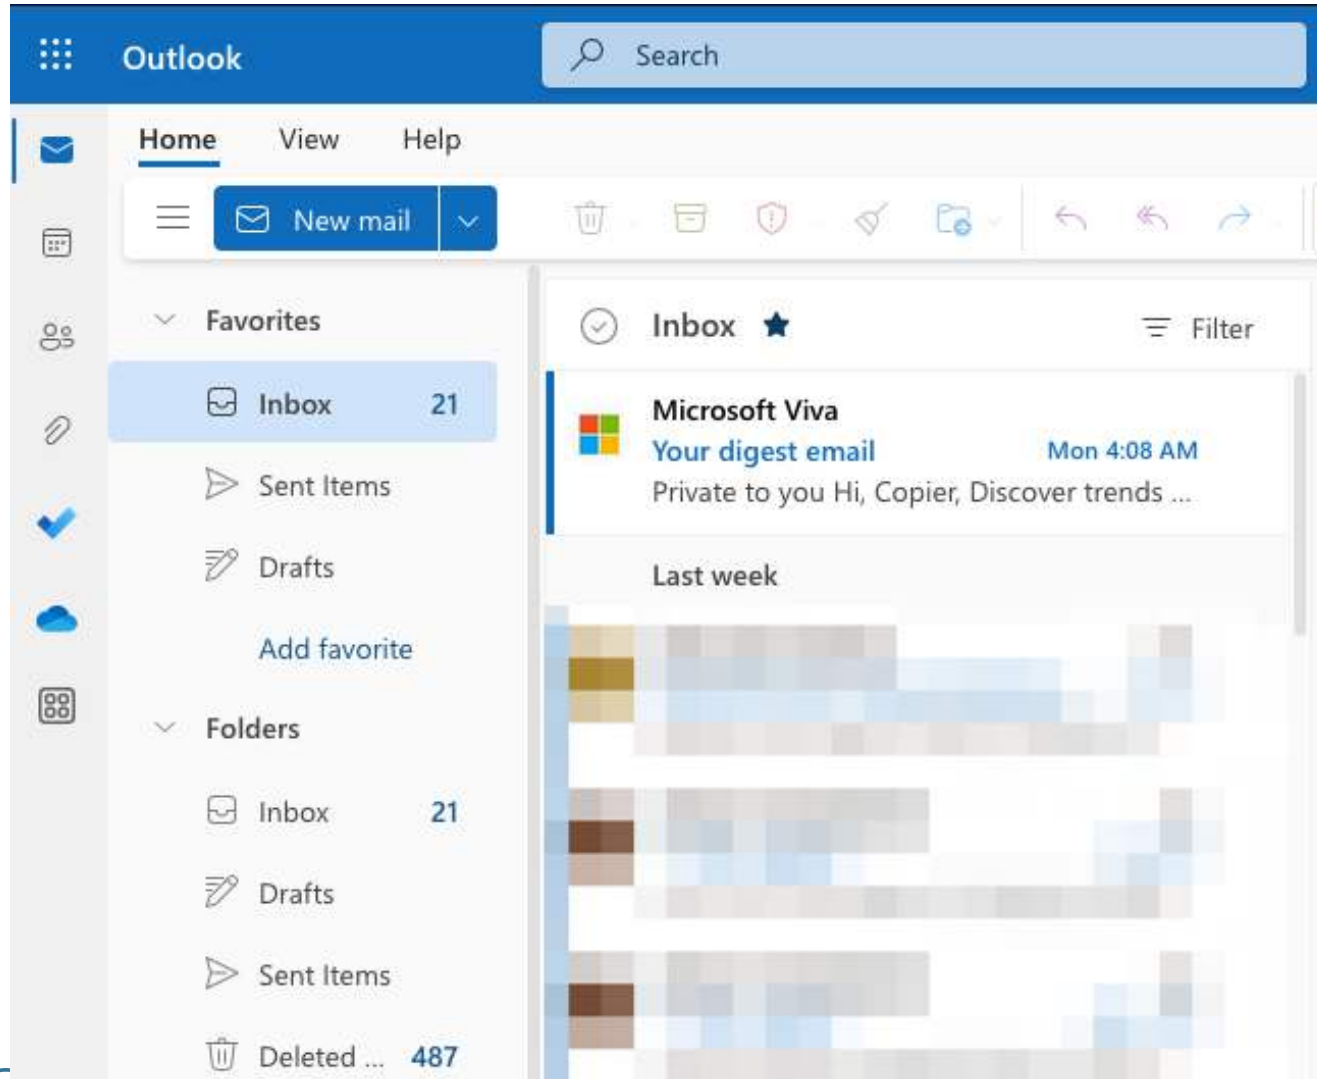 Outlook
Search
Home View Help
New mail
Favorites
Inbox 21
Sent Items
Drafts
Add favorite
Folders
Inbox 21
Drafts
Sent Items
Deleted ... 487
Inbox
Filter
Microsoft Viva
Your digest email Mon 4:08 AM
Private to you Hi, Copier, Discover trends ...
Last week